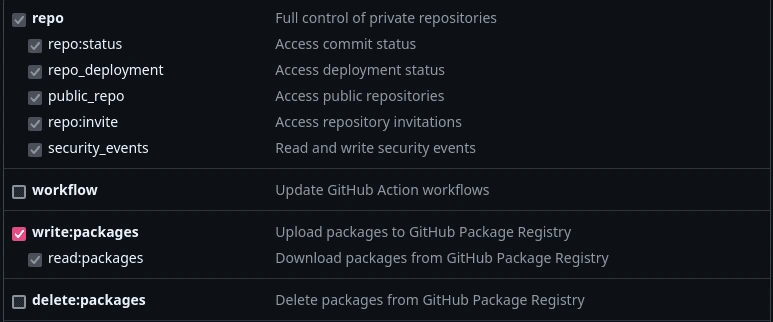 repo Full control of private repositories
repo:status Access commit status
repo_deployment Access deployment status
public_repo Access public repositories
repo:invite Access repository invitations
security_events Read and write security events
workflow Update GitHub Action workflows
write:packages Upload packages to GitHub Package Registry
read:packages Download packages from GitHub Package Registry
delete:packages Delete packages from GitHub Package Registry